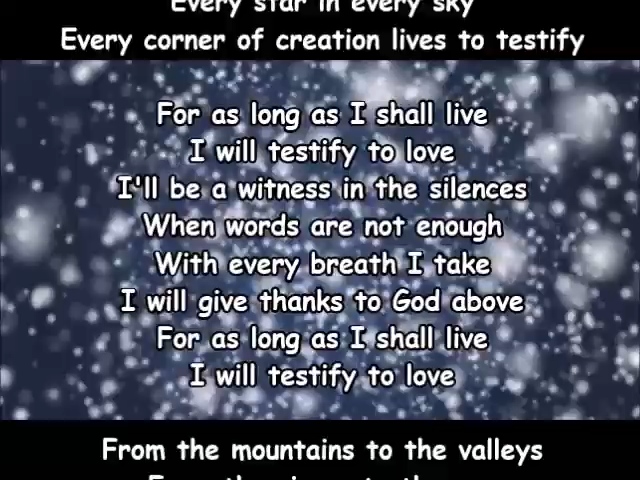 Every star in every sky
Every corner of creation lives to testify
For as long as I shall live
I will testify to love
I'll be a witness in the silences
When words are not enough
With every breath I take
I will give thanks to God above
For as long as I shall live
I will testify to love
From the mountains to the valleys